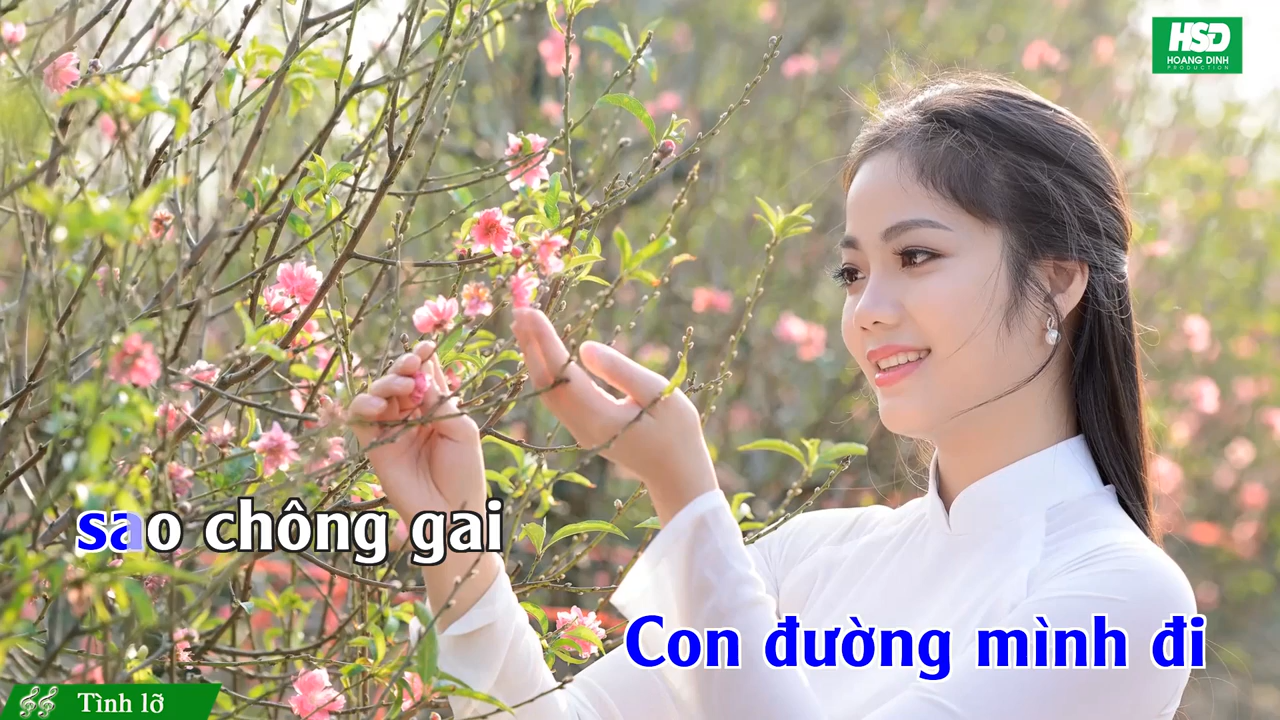 HSD
HOANG DINH
PRODUCTION
sao chông gai
Con đường mình đi
Tình lỡ